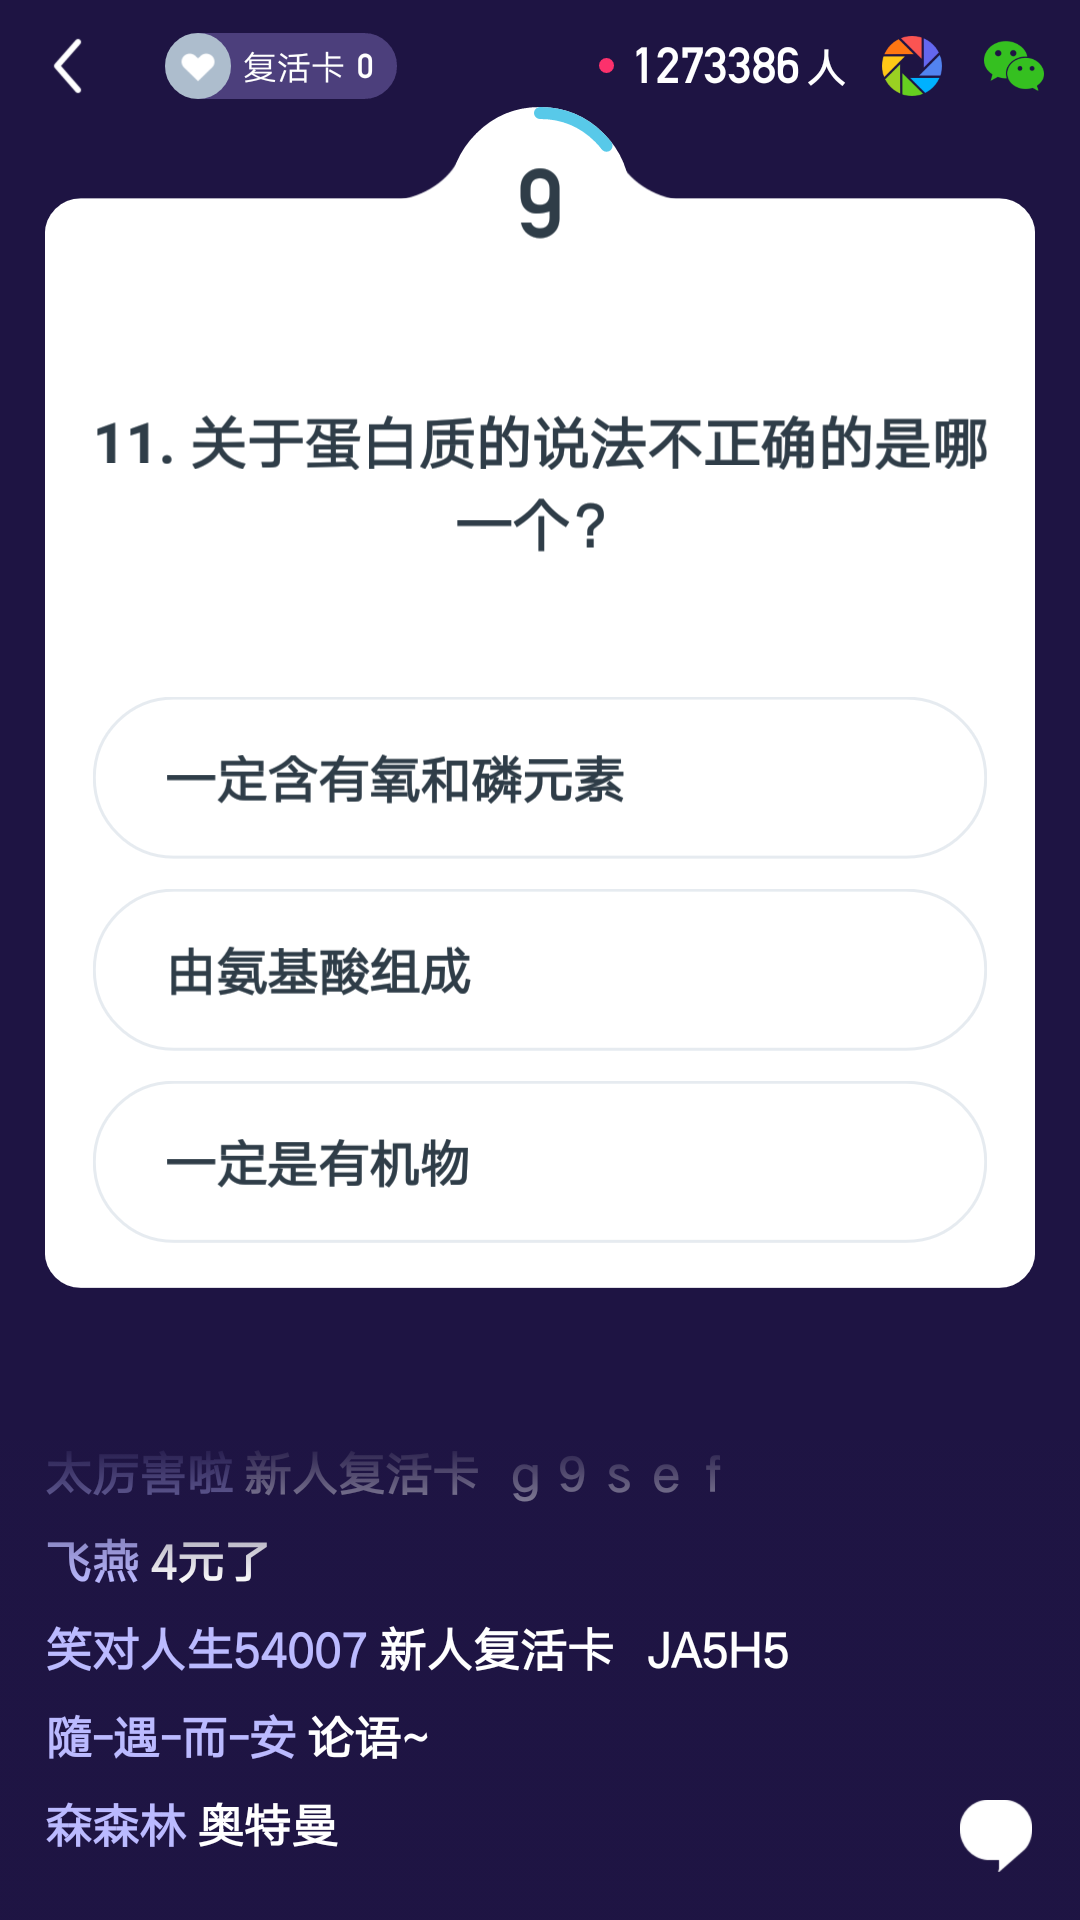 复活卡 0
1273386 人
9
11. 关于蛋白质的说法不正确的是哪
一个?
一定含有氧和磷元素
由氨基酸组成
一定是有机物
太厉害啦 新人复活卡 g 9 s e f
飞燕 4元了
笑对人生54007 新人复活卡 JA5H5
隨-遇-而-安 论语~
森森林 奥特曼